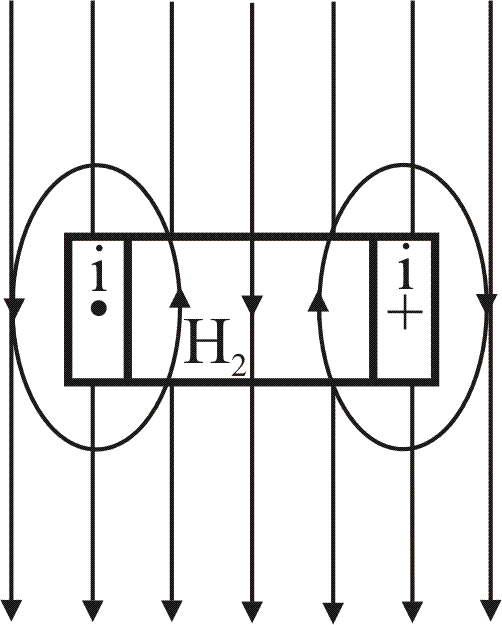 i i
• +
H₂